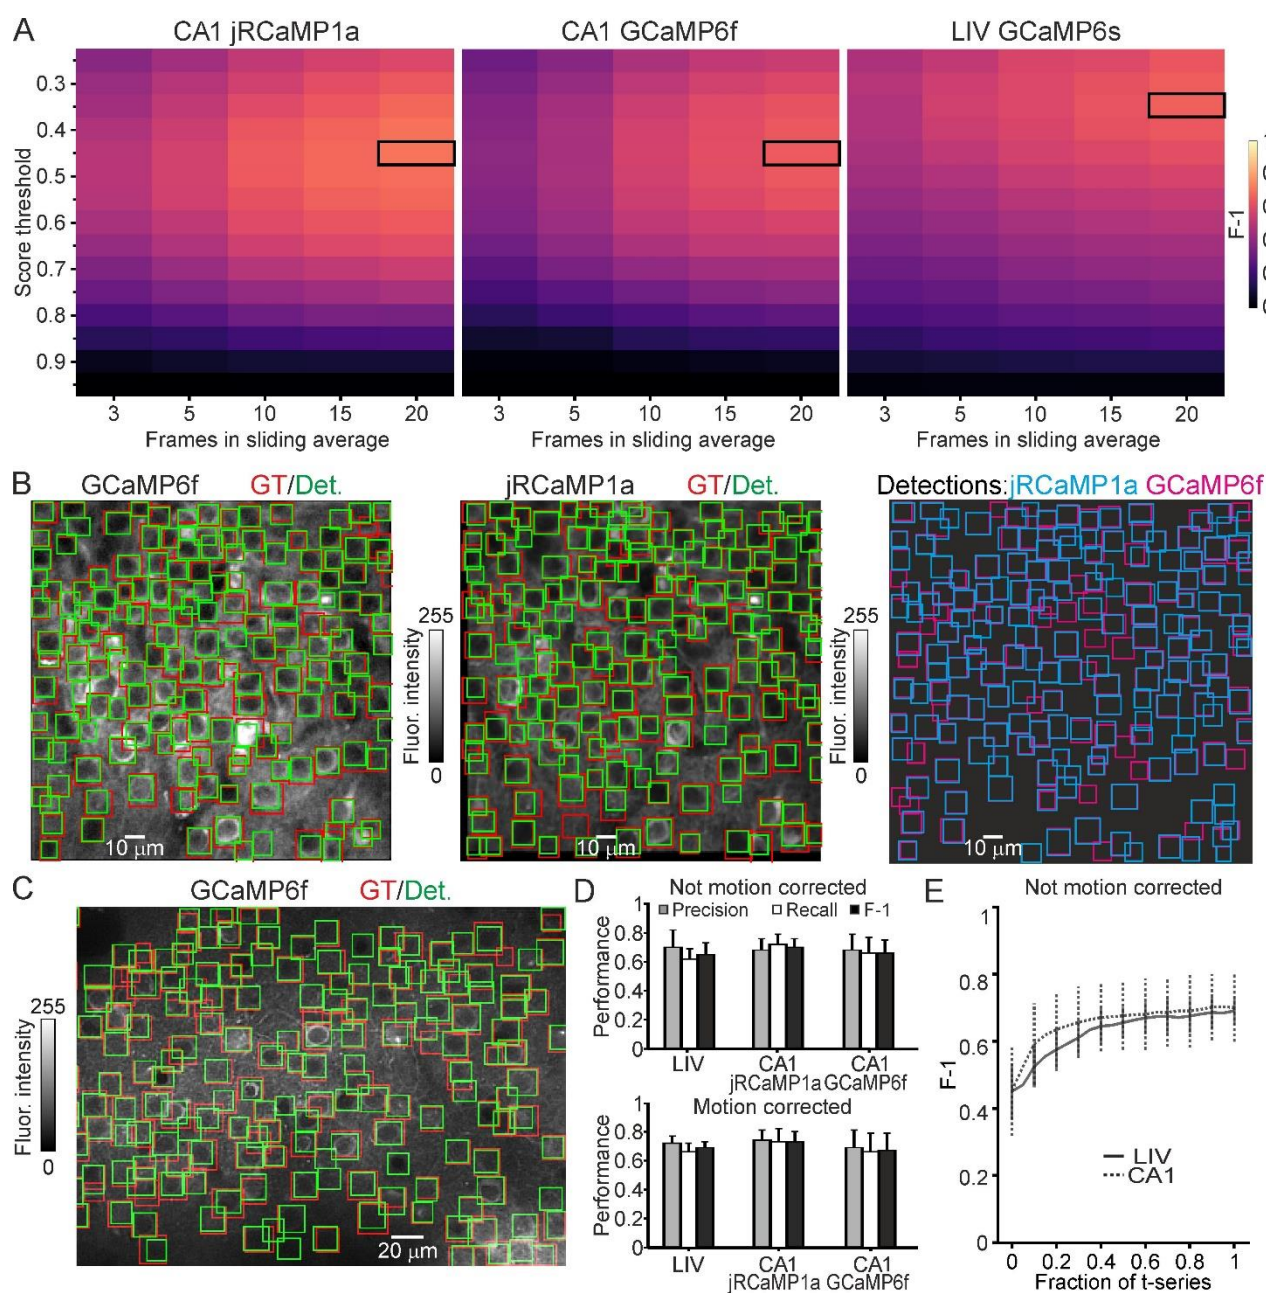 A
CA1 jRCaMP1a
CA1 GCaMP6f
LIV GCaMP6s
Score threshold
0.3
0.4
0.5
0.6
0.7
0.8
0.9
3 5 10 15 20
3 5 10 15 20
3 5 10 15 20
Frames in sliding average
Frames in sliding average
Frames in sliding average
F-1
1
B
GCaMP6f GT/Det.
jRCaMP1a GT/Det.
Detections:jRCaMP1a GCaMP6f
255
Fluor. intensity
0
255
Fluor. intensity
0
10 µm
10 µm
10 µm
C
GCaMP6f GT/Det.
255
Fluor. intensity
0
20 µm
D
Not motion corrected
Precision Recall F-1
Performance
1
0.8
0.6
0.4
0.2
0
LIV CA1 CA1
jRCaMP1a GCaMP6f
Motion corrected
Performance
1
0.8
0.6
0.4
0.2
0
LIV CA1 CA1
jRCaMP1a GCaMP6f
E
Not motion corrected
F-1
1
0.8
0.6
0.4
0.2
0
LIV
CA1
0 0.2 0.4 0.6 0.8 1
Fraction of t-series